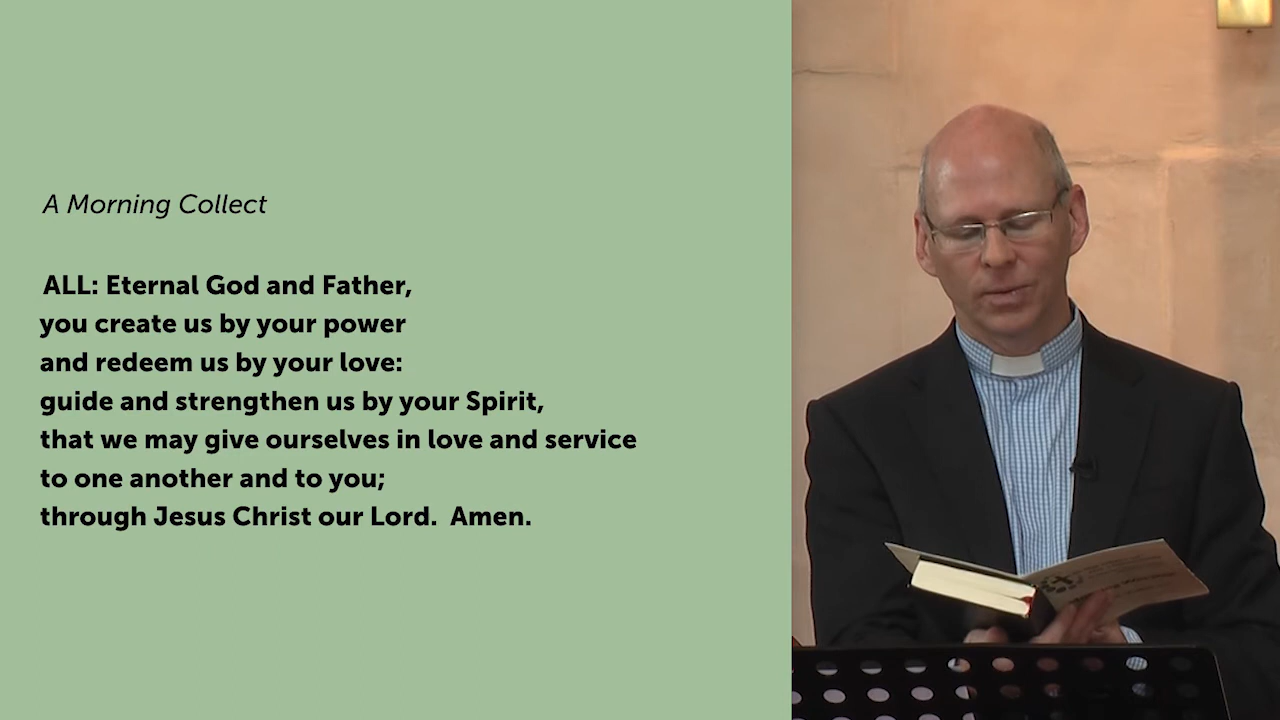 A Morning Collect
ALL: Eternal God and Father,
you create us by your power
and redeem us by your love:
guide and strengthen us by your Spirit,
that we may give ourselves in love and service
to one another and to you;
through Jesus Christ our Lord.  Amen.